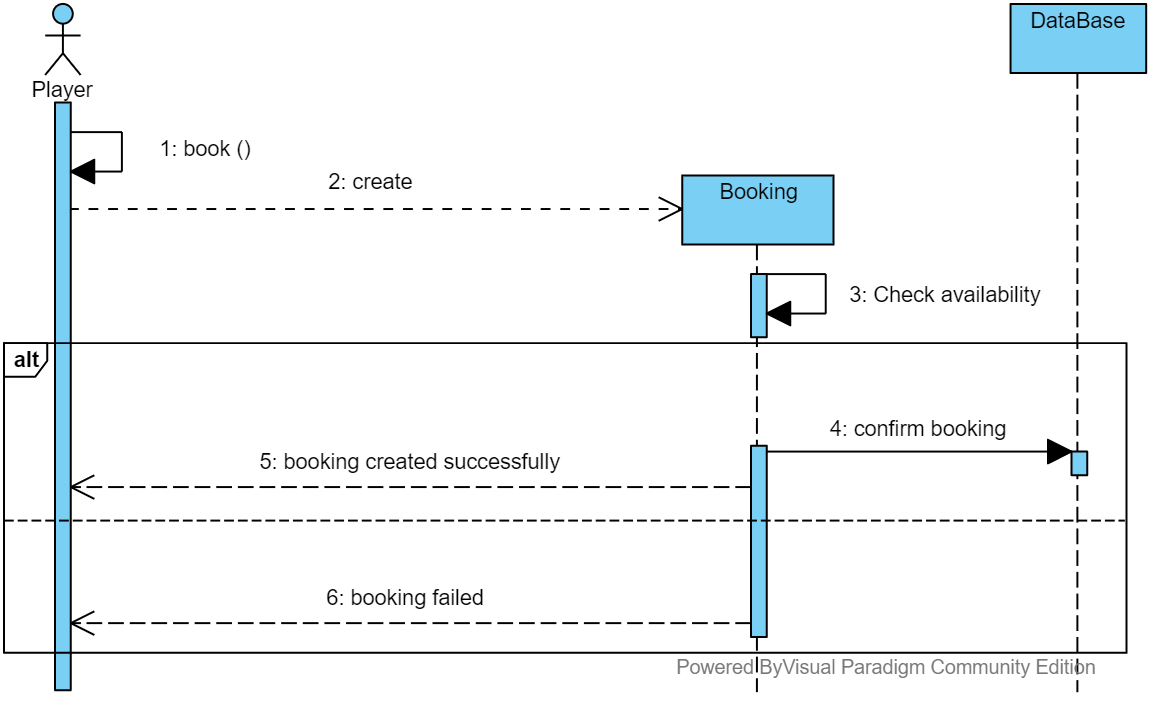 DataBase
Player
1: book ()
2: create
Booking
3: Check availability
alt
4: confirm booking
5: booking created successfully
6: booking failed
Powered ByVisual Paradigm Community Edition